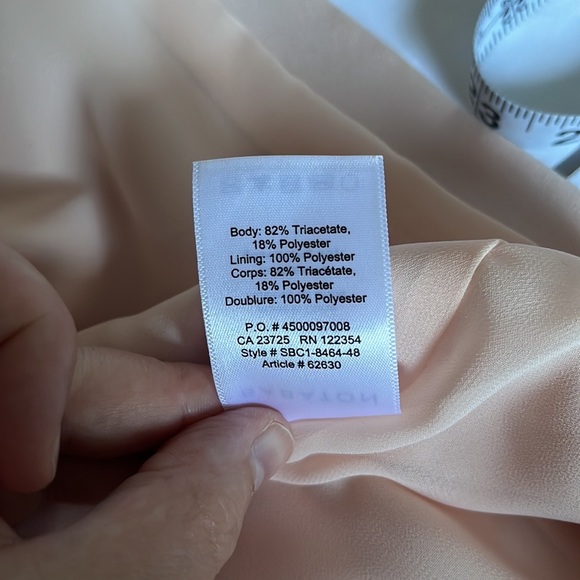 Body: 82% Triacetate,
18% Polyester
Lining: 100% Polyester
Corps: 82% Triacétate,
18% Polyester
Doublure: 100% Polyester
P.O. # 4500097008
CA 23725 RN 122354
Style # SBC1-8464-48
Article # 62630